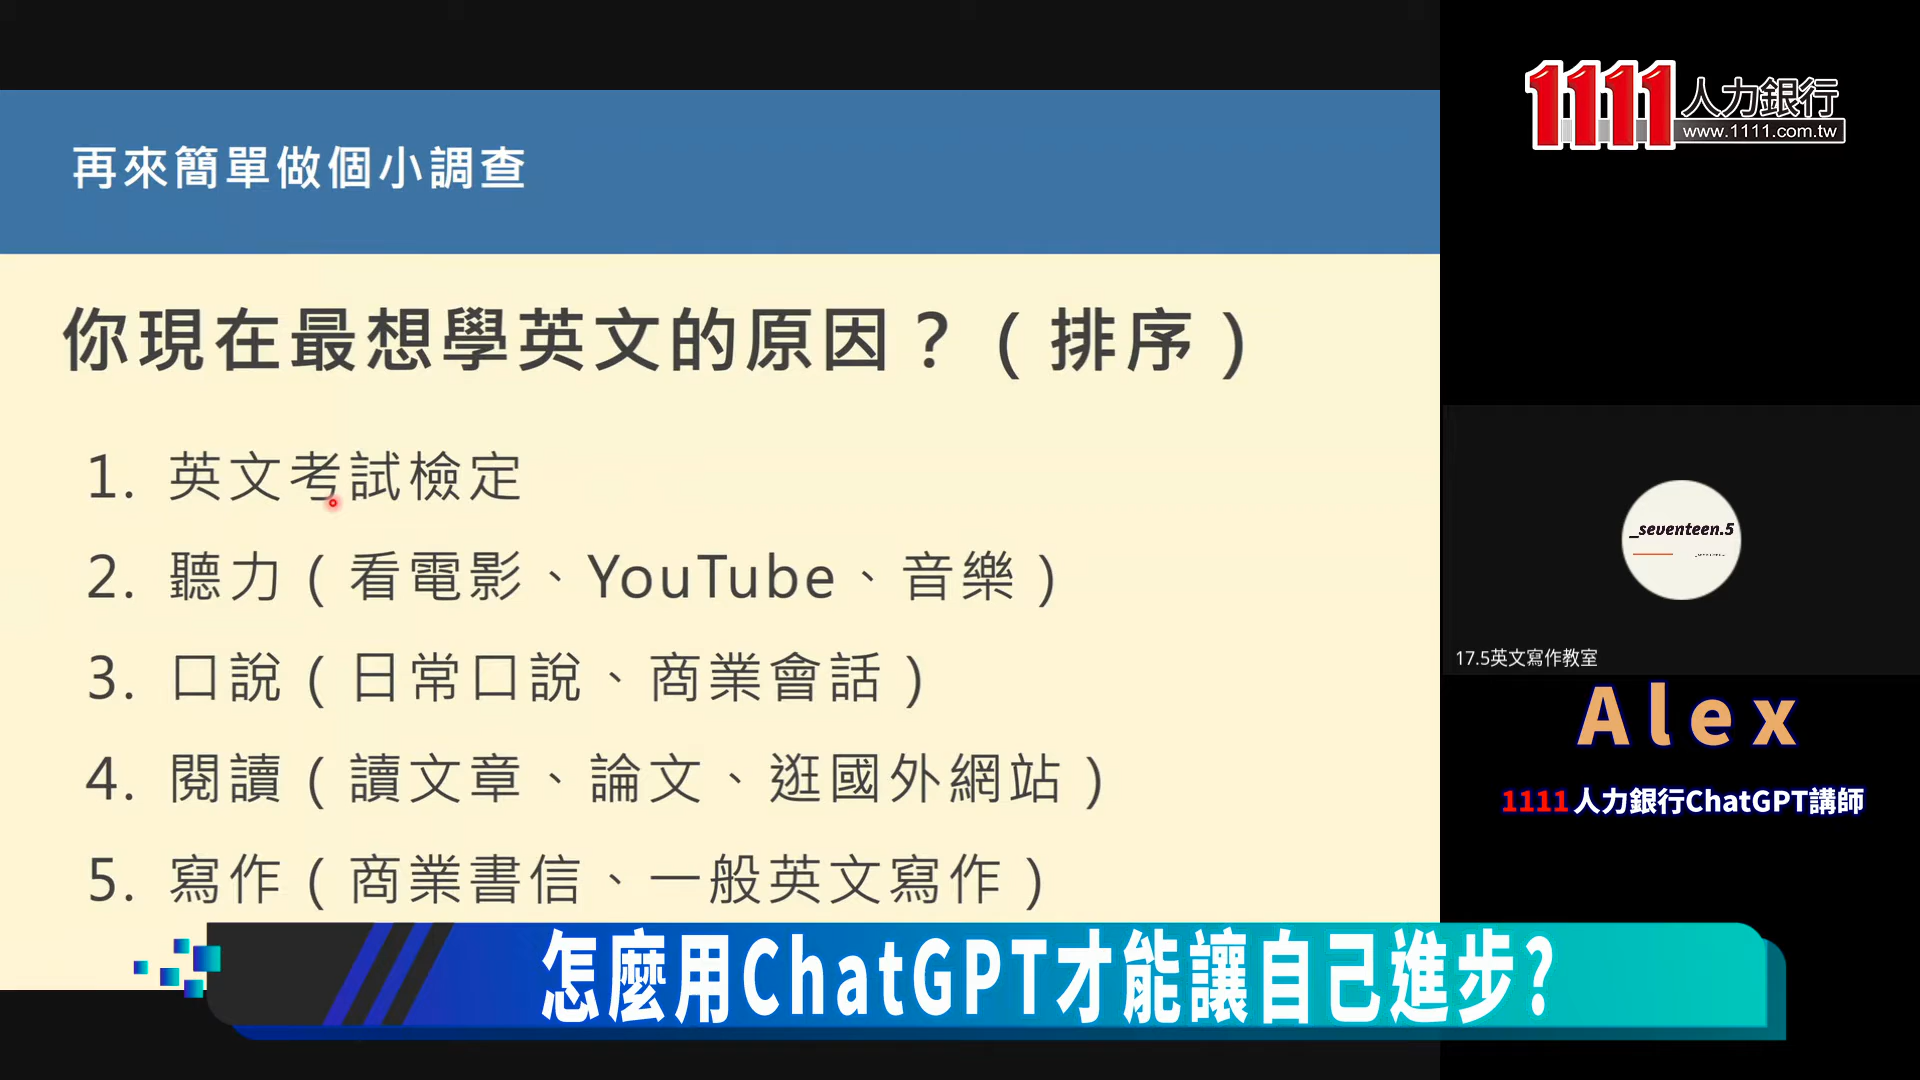 再來簡單做個小調查
你現在最想學英文的原因？（排序）
1. 英文考試檢定
2. 聽力（看電影、YouTube、音樂）
3. 口說（日常口說、商業會話）
4. 閱讀（讀文章、論文、逛國外網站）
5. 寫作（商業書信、一般英文寫作）
怎麼用ChatGPT才能讓自己進步?
1111人力銀行
www.1111.com.tw
_seventeen.5
17.5英文寫作教室
Alex
1111人力銀行ChatGPT講師